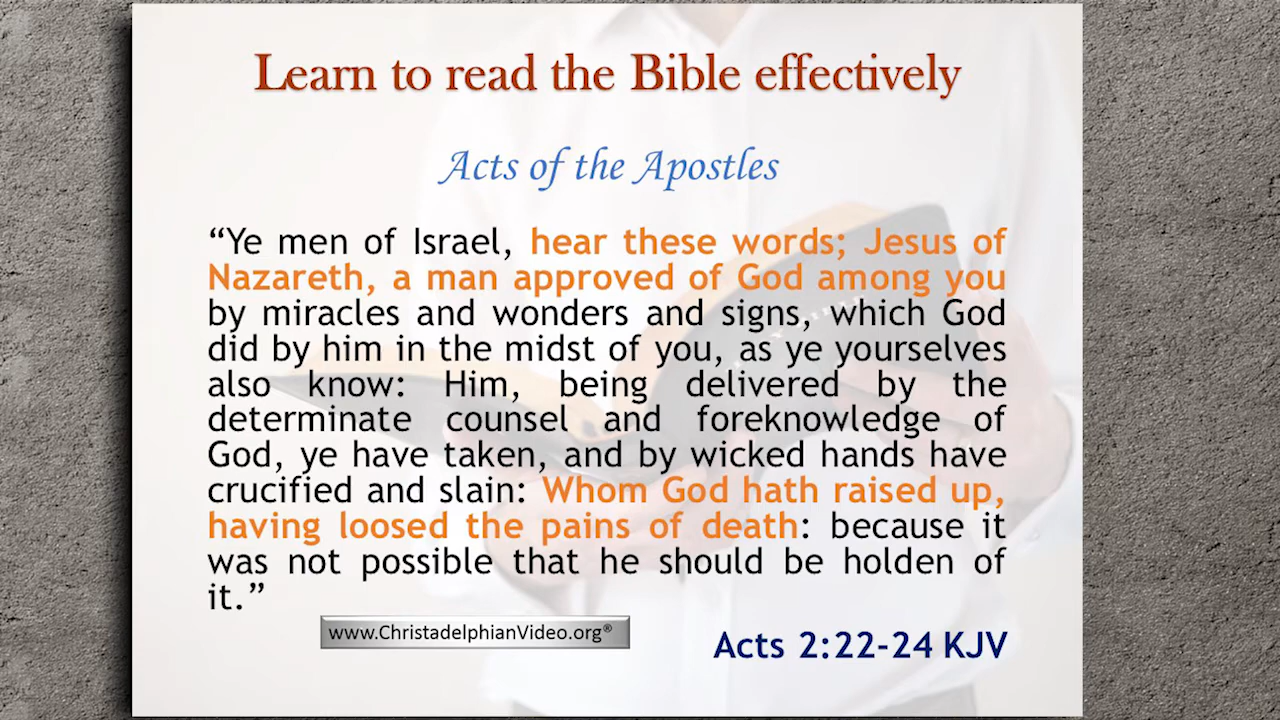 Learn to read the Bible effectively
Acts of the Apostles
“Ye men of Israel, hear these words; Jesus of
Nazareth, a man approved of God among you
by miracles and wonders and signs, which God
did by him in the midst of you, as ye yourselves
also know: Him, being delivered by the
determinate counsel and foreknowledge of
God, ye have taken, and by wicked hands have
crucified and slain: Whom God hath raised up,
having loosed the pains of death: because it
was not possible that he should be holden of
it.”
www.ChristadelphianVideo.org®
Acts 2:22-24 KJV